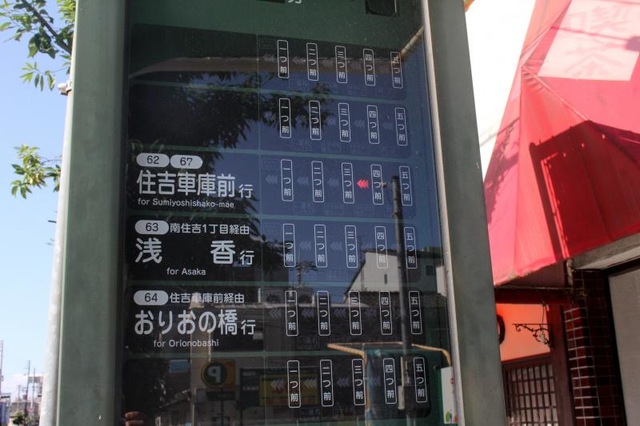 分
一つ前 二つ前 三つ前 四つ前 五つ前
一つ前 二つ前 三つ前 四つ前 五つ前
62 67
住吉車庫前行 一つ前 二つ前 三つ前 四つ前 五つ前
for Sumiyoshishako-mae
63 南住吉1丁目経由
浅香行 一つ前 二つ前 三つ前 四つ前 五つ前
for Asaka
64 住吉車庫前経由
おりおの橋行 一つ前 二つ前 三つ前 四つ前 五つ前
for Orionobashi
一つ前 二つ前 三つ前 四つ前 五つ前
P